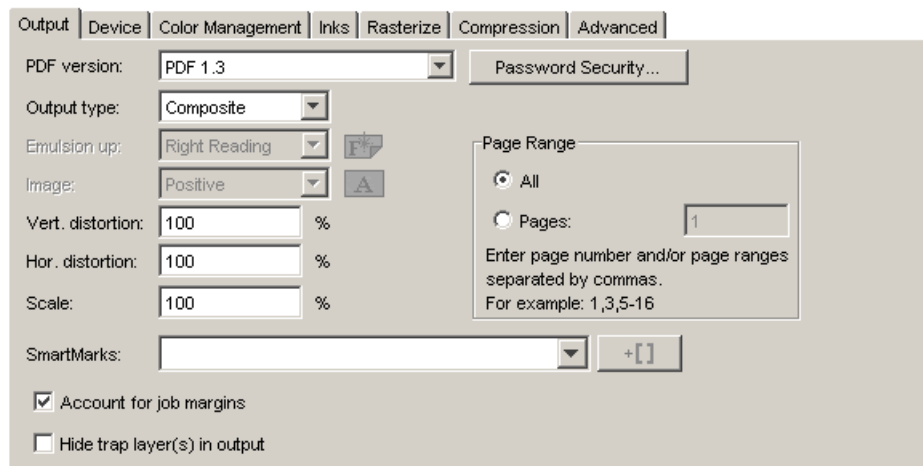 Output Device Color Management Inks Rasterize Compression Advanced
PDF version: PDF 1.3 Password Security...
Output type: Composite
Emulsion up: Right Reading F
Image: Positive A
Page Range
All
Pages: 1
Enter page number and/or page ranges
separated by commas.
For example: 1,3,5-16
Vert. distortion: 100 %
Hor. distortion: 100 %
Scale: 100 %
SmartMarks: +[]
Account for job margins
Hide trap layer(s) in output